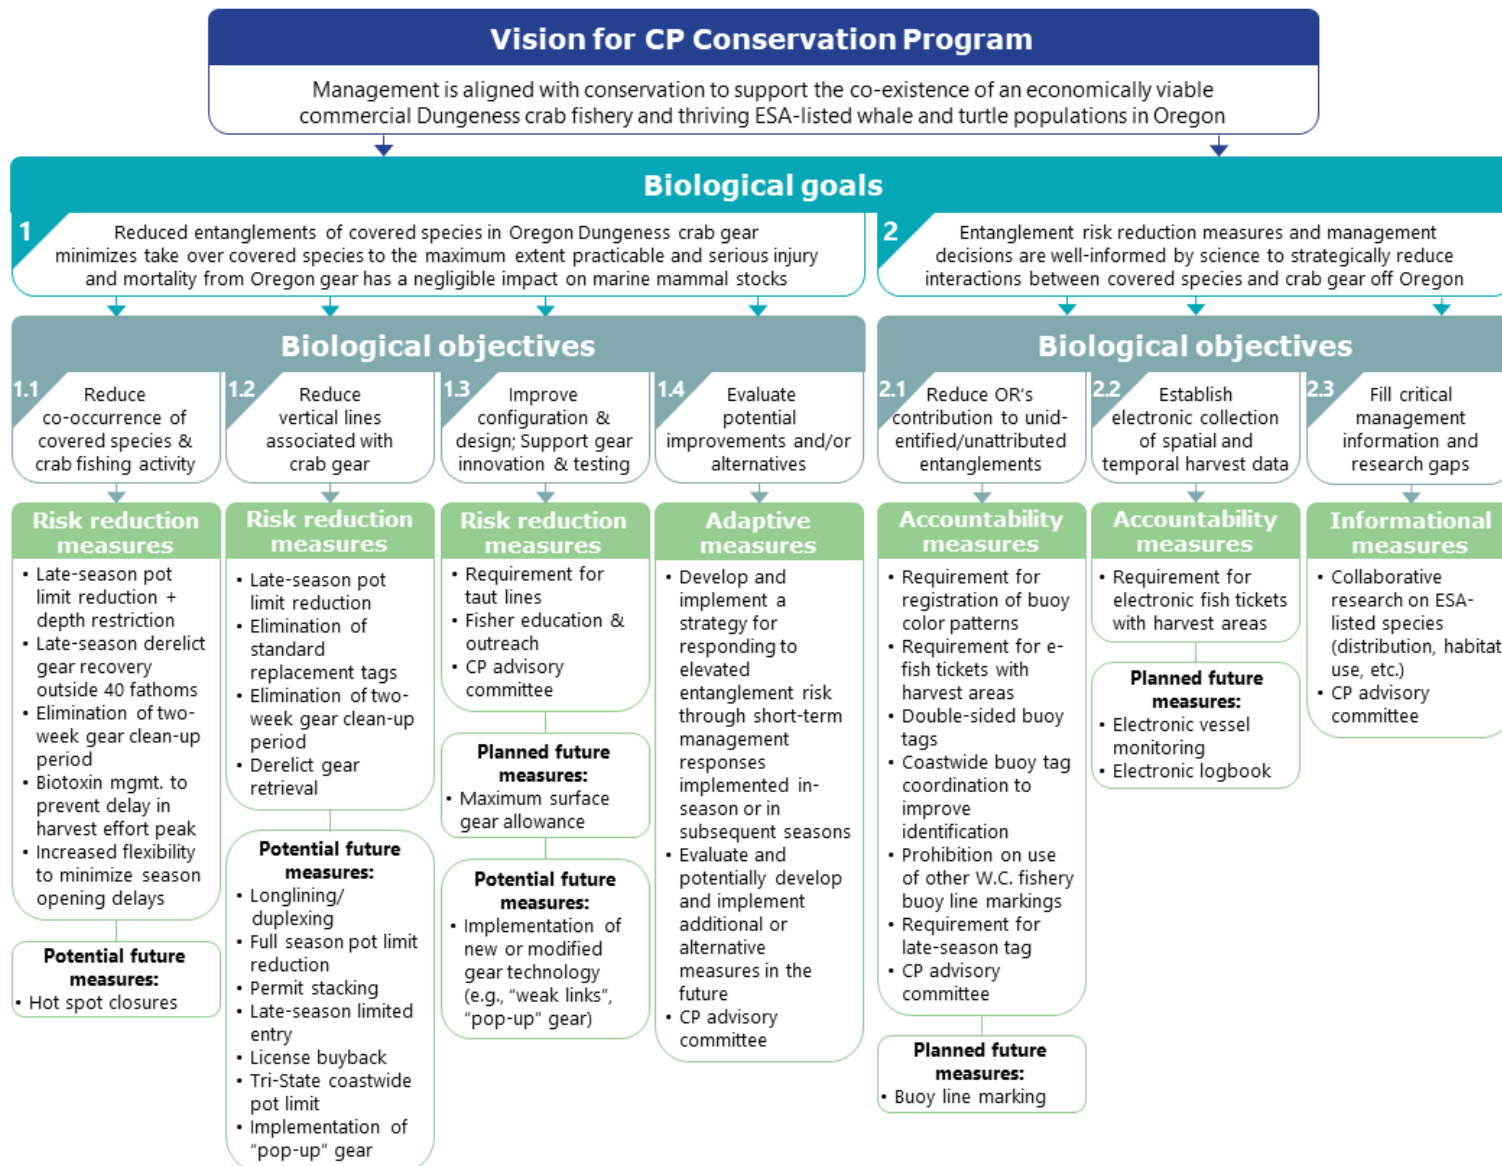 Vision for CP Conservation Program
Management is aligned with conservation to support the co-existence of an economically viable
commercial Dungeness crab fishery and thriving ESA-listed whale and turtle populations in Oregon
Biological goals
1
Reduced entanglements of covered species in Oregon Dungeness crab gear
minimizes take over covered species to the maximum extent practicable and serious injury
and mortality from Oregon gear has a negligible impact on marine mammal stocks
2
Entanglement risk reduction measures and management
decisions are well-informed by science to strategically reduce
interactions between covered species and crab gear off Oregon
Biological objectives
1.1
Reduce
co-occurrence of
covered species &
crab fishing activity
1.2
Reduce
vertical lines
associated with
crab gear
1.3
Improve
configuration &
design; Support gear
innovation & testing
1.4
Evaluate
potential
improvements and/or
alternatives
Biological objectives
2.1
Reduce OR's
contribution to unid-
entified/unattributed
entanglements
2.2
Establish
electronic collection
of spatial and
temporal harvest data
2.3
Fill critical
management
information and
research gaps
Risk reduction
measures
• Late-season pot
limit reduction +
depth restriction
• Late-season derelict
gear recovery
outside 40 fathoms
• Elimination of two-
week gear clean-up
period
• Biotoxin mgmt. to
prevent delay in
harvest effort peak
• Increased flexibility
to minimize season
opening delays
Potential future
measures:
• Hot spot closures
Risk reduction
measures
• Late-season pot
limit reduction
• Elimination of
standard
replacement tags
• Elimination of two-
week gear clean-up
period
• Derelict gear
retrieval
Potential future
measures:
• Longlining/
duplexing
• Full season pot limit
reduction
• Permit stacking
• Late-season limited
entry
• License buyback
• Tri-State coastwide
pot limit
• Implementation of
“pop-up” gear
Risk reduction
measures
• Requirement for
taut lines
• Fisher education &
outreach
• CP advisory
committee
Planned future
measures:
• Maximum surface
gear allowance
Potential future
measures:
• Implementation of
new or modified
gear technology
(e.g., “weak links”,
“pop-up” gear)
Adaptive
measures
• Develop and
implement a
strategy for
responding to
elevated
entanglement risk
through short-term
management
responses
implemented in-
season or in
subsequent seasons
• Evaluate and
potentially develop
and implement
additional or
alternative
measures in the
future
• CP advisory
committee
Accountability
measures
• Requirement for
registration of buoy
color patterns
• Requirement for e-
fish tickets with
harvest areas
• Double-sided buoy
tags
• Coastwide buoy tag
coordination to
improve
identification
• Prohibition on use
of other W.C. fishery
buoy line markings
• Requirement for
late-season tag
• CP advisory
committee
Planned future
measures:
• Buoy line marking
Accountability
measures
• Requirement for
electronic fish tickets
with harvest areas
Planned future
measures:
• Electronic vessel
monitoring
• Electronic logbook
Informational
measures
• Collaborative
research on ESA-
listed species
(distribution, habitat
use, etc.)
• CP advisory
committee